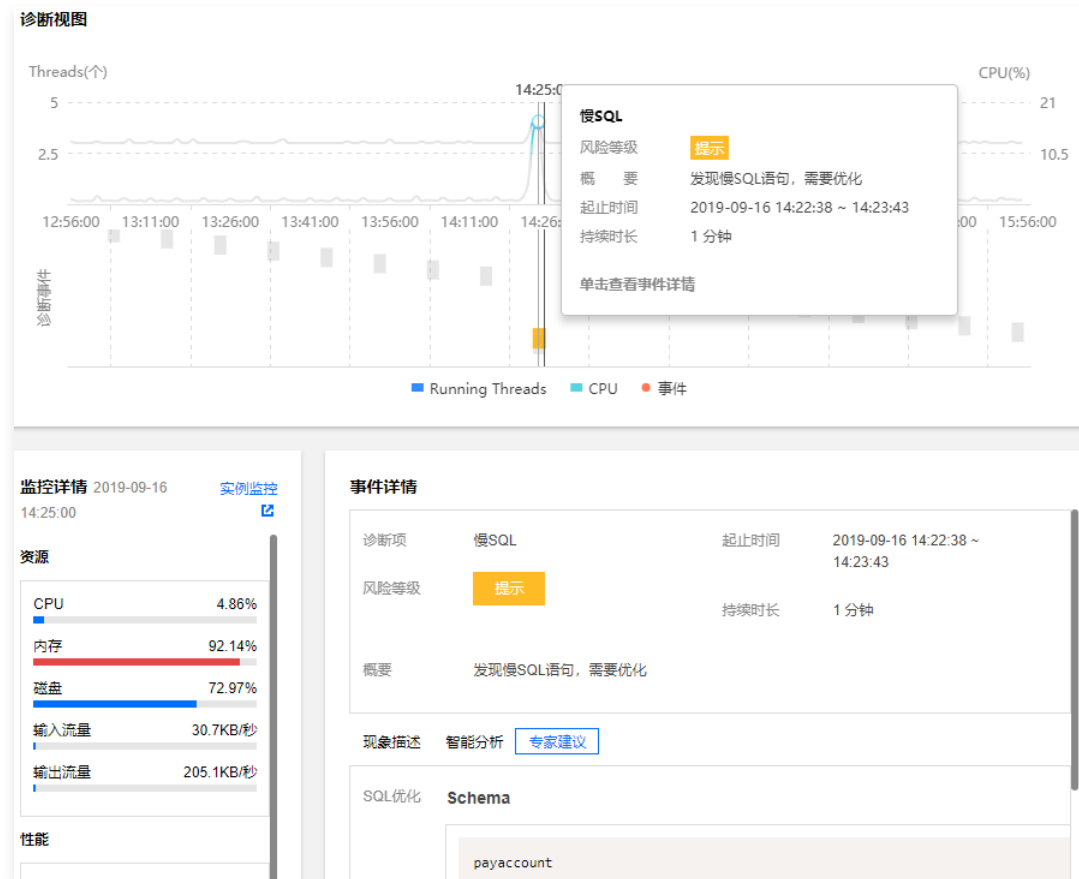 诊断视图
Threads(个)
CPU(%)
14:25:0
5
21
2.5
10.5
慢SQL
风险等级 提示
概 要 发现慢SQL语句，需要优化
起止时间 2019-09-16 14:22:38 ~ 14:23:43
持续时长 1 分钟
单击查看事件详情
12:56:00 13:11:00 13:26:00 13:41:00 13:56:00 14:11:00 14:26: :00 15:56:00
诊断事件
Running Threads CPU 事件
监控详情 2019-09-16
14:25:00
实例监控
资源
CPU 4.86%
内存 92.14%
磁盘 72.97%
输入流量 30.7KB/秒
输出流量 205.1KB/秒
性能
事件详情
诊断项 慢SQL
起止时间 2019-09-16 14:22:38 ~
14:23:43
风险等级 提示
持续时长 1 分钟
概要 发现慢SQL语句，需要优化
现象描述 智能分析 专家建议
SQL优化 Schema
payaccount